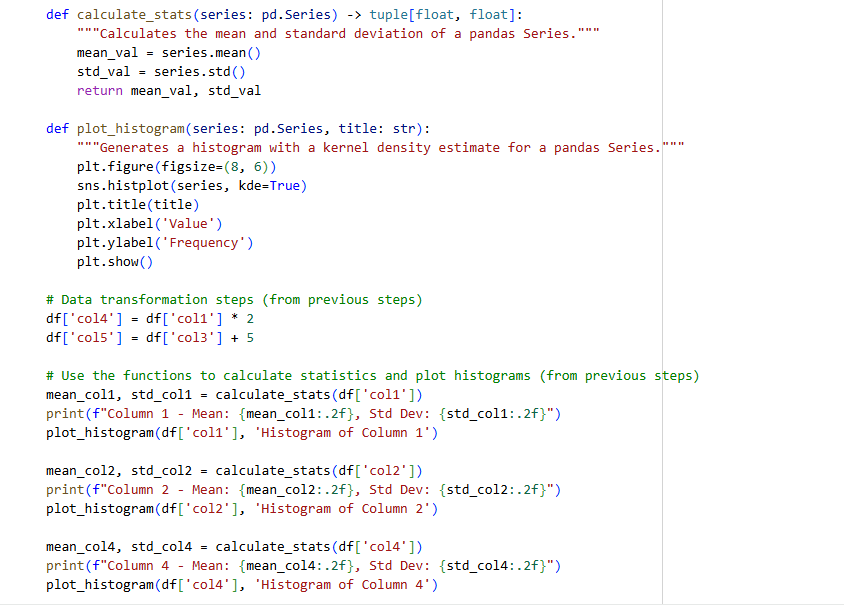 def calculate_stats(series: pd.Series) -> tuple[float, float]:
    """Calculates the mean and standard deviation of a pandas Series."""
    mean_val = series.mean()
    std_val = series.std()
    return mean_val, std_val

def plot_histogram(series: pd.Series, title: str):
    """Generates a histogram with a kernel density estimate for a pandas Series."""
    plt.figure(figsize=(8, 6))
    sns.histplot(series, kde=True)
    plt.title(title)
    plt.xlabel('Value')
    plt.ylabel('Frequency')
    plt.show()

# Data transformation steps (from previous steps)
df['col4'] = df['col1'] * 2
df['col5'] = df['col3'] + 5

# Use the functions to calculate statistics and plot histograms (from previous steps)
mean_col1, std_col1 = calculate_stats(df['col1'])
print(f"Column 1 - Mean: {mean_col1:.2f}, Std Dev: {std_col1:.2f}")
plot_histogram(df['col1'], 'Histogram of Column 1')

mean_col2, std_col2 = calculate_stats(df['col2'])
print(f"Column 2 - Mean: {mean_col2:.2f}, Std Dev: {std_col2:.2f}")
plot_histogram(df['col2'], 'Histogram of Column 2')

mean_col4, std_col4 = calculate_stats(df['col4'])
print(f"Column 4 - Mean: {mean_col4:.2f}, Std Dev: {std_col4:.2f}")
plot_histogram(df['col4'], 'Histogram of Column 4')